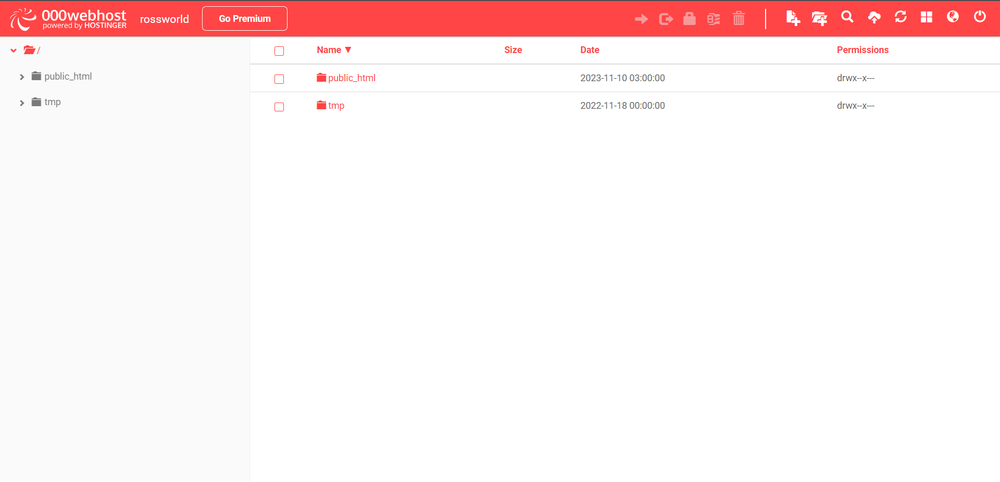 000webhost
powered by HOSTINGER
rossworld
Go Premium
/
public_html
tmp
Name ▼ Size Date Permissions
public_html 2023-11-10 03:00:00 drwx--x---
tmp 2022-11-18 00:00:00 drwx--x---